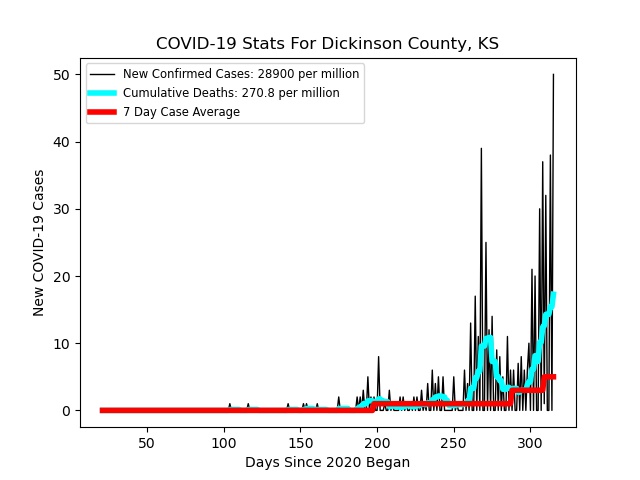 COVID-19 Stats For Dickinson County, KS
New Confirmed Cases: 28900 per million
Cumulative Deaths: 270.8 per million
7 Day Case Average
New COVID-19 Cases
50
40
30
20
10
0
50 100 150 200 250 300
Days Since 2020 Began